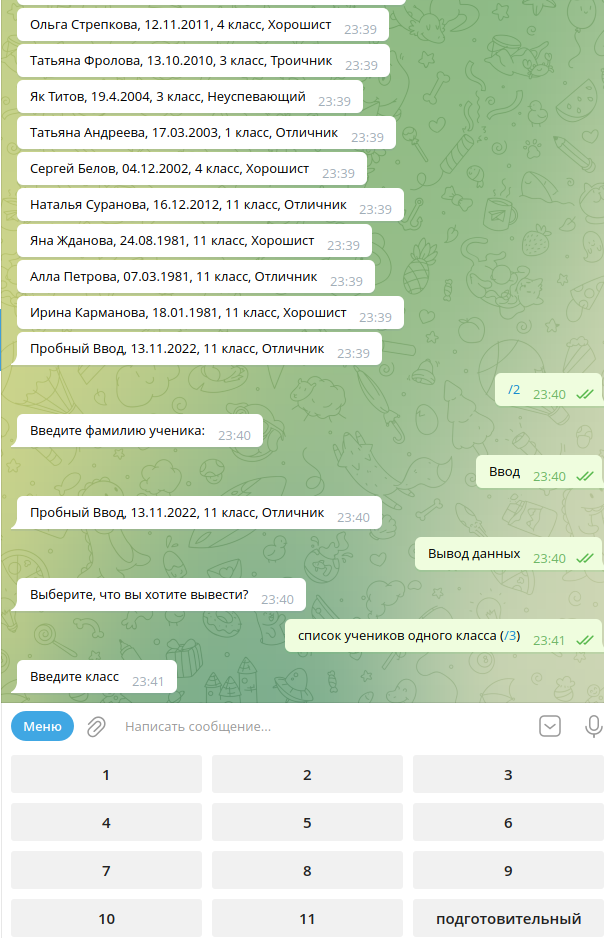 Ольга Стрепкова, 12.11.2011, 4 класс, Хорошист 23:39
Татьяна Фролова, 13.10.2010, 3 класс, Троичник 23:39
Як Титов, 19.4.2004, 3 класс, Неуспевающий 23:39
Татьяна Андреева, 17.03.2003, 1 класс, Отличник 23:39
Сергей Белов, 04.12.2002, 4 класс, Хорошист 23:39
Наталья Суранова, 16.12.2012, 11 класс, Отличник 23:39
Яна Жданова, 24.08.1981, 11 класс, Хорошист 23:39
Алла Петрова, 07.03.1981, 11 класс, Отличник 23:39
Ирина Карманова, 18.01.1981, 11 класс, Хорошист 23:39
Пробный Ввод, 13.11.2022, 11 класс, Отличник 23:39
/2 23:40
Введите фамилию ученика: 23:40
Ввод 23:40
Пробный Ввод, 13.11.2022, 11 класс, Отличник 23:40
Вывод данных 23:40
Выберите, что вы хотите вывести? 23:40
список учеников одного класса (/3) 23:41
Введите класс 23:41
Меню Написать сообщение...
1 2 3
4 5 6
7 8 9
10 11 подготовительный